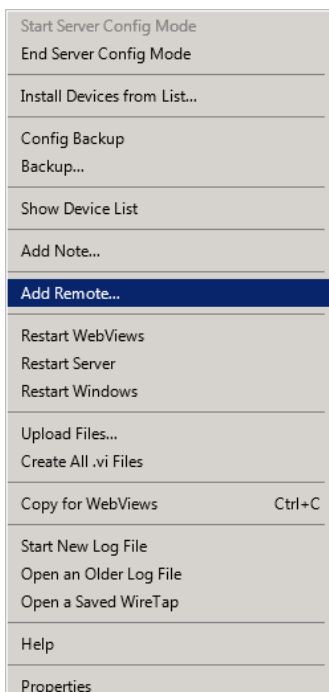 Start Server Config Mode
End Server Config Mode
Install Devices from List...
Config Backup
Backup...
Show Device List
Add Note...
Add Remote...
Restart WebViews
Restart Server
Restart Windows
Upload Files...
Create All .vi Files
Copy for WebViews Ctrl+C
Start New Log File
Open an Older Log File
Open a Saved WireTap
Help
Properties